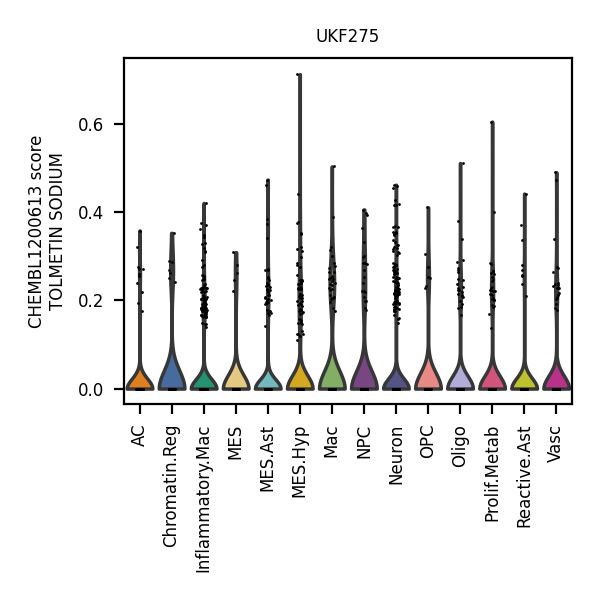 UKF275
CHEMBL1200613 score
TOLMETIN SODIUM
0.6
0.4
0.2
0.0
AC
Chromatin.Reg
Inflammatory.Mac
MES
MES.Ast
MES.Hyp
Mac
NPC
Neuron
OPC
Oligo
Prolif.Metab
Reactive.Ast
Vasc